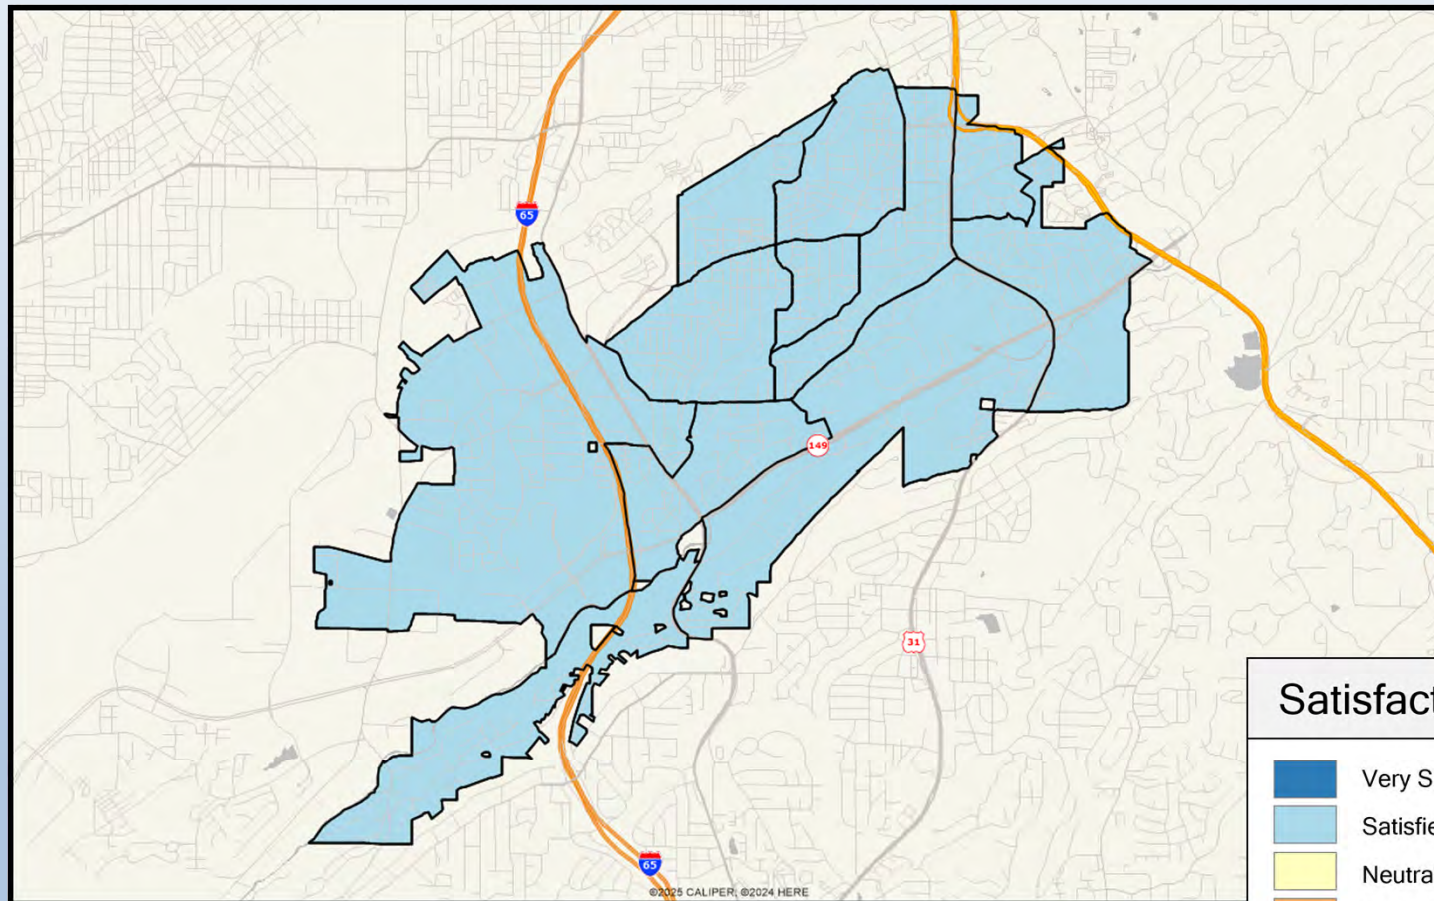 65
149
31
Satisfact
Very S
Satisfie
Neutra
65
©2025 CALIPER; ©2024 HERE